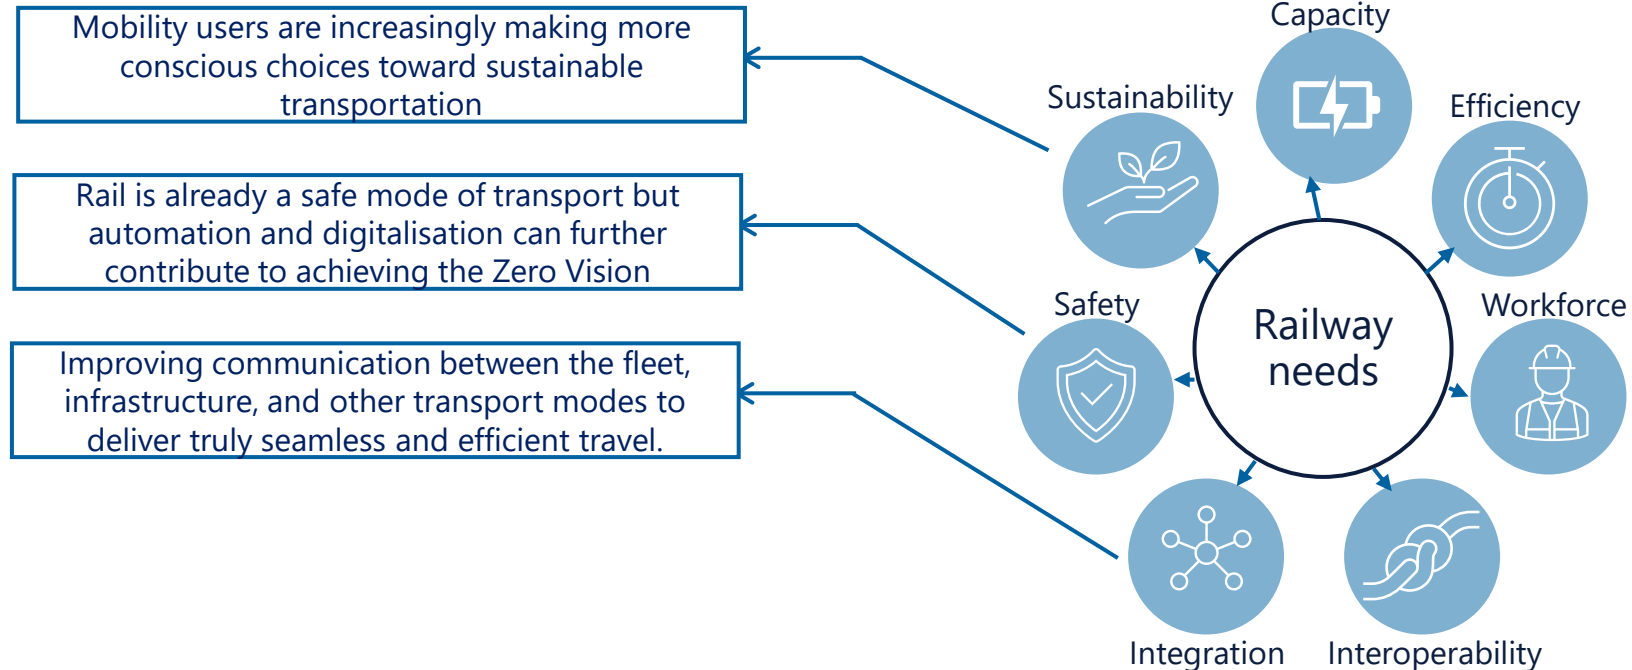 Mobility users are increasingly making more
conscious choices toward sustainable
transportation
Rail is already a safe mode of transport but
automation and digitalisation can further
contribute to achieving the Zero Vision
Improving communication between the fleet,
infrastructure, and other transport modes to
deliver truly seamless and efficient travel.
Capacity
Sustainability
Efficiency
Safety
Workforce
Railway
needs
Integration
Interoperability